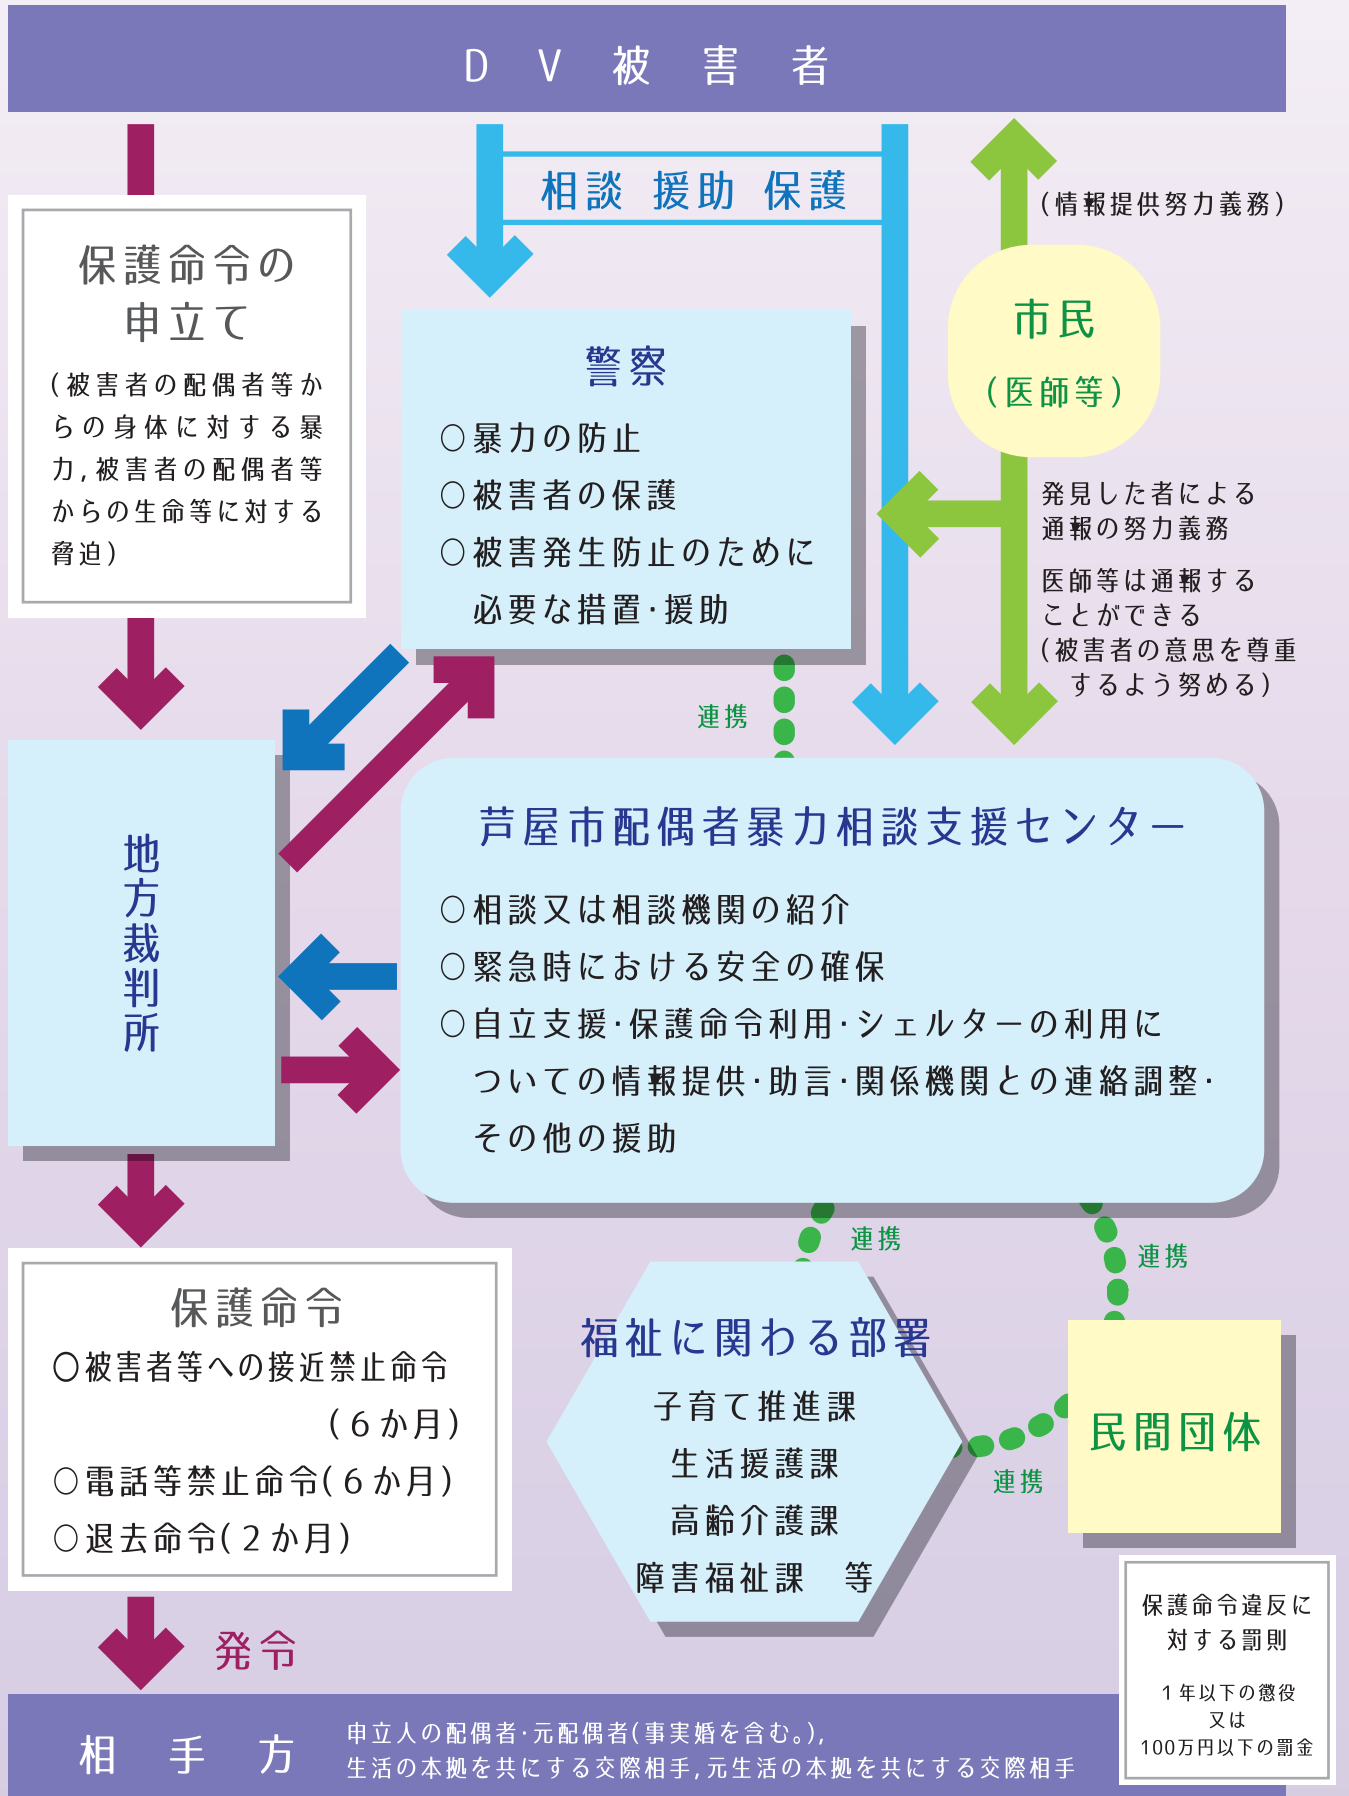 DV被害者
相談 援助 保護
(情報提供努力義務)
保護命令の
申立て
(被害者の配偶者等か
らの身体に対する暴
力,被害者の配偶者等
からの生命等に対する
脅迫)
警察
○暴力の防止
○被害者の保護
○被害発生防止のために
必要な措置・援助
市民
(医師等)
発見した者による
通報の努力義務
医師等は通報する
ことができる
(被害者の意思を尊重
するよう努める)
連携
地方裁判所
芦屋市配偶者暴力相談支援センター
○相談又は相談機関の紹介
○緊急時における安全の確保
○自立支援・保護命令利用・シェルターの利用に
ついての情報提供・助言・関係機関との連絡調整・
その他の援助
連携
連携
保護命令
○被害者等への接近禁止命令
(6か月)
○電話等禁止命令(6か月)
○退去命令(2か月)
福祉に関わる部署
子育て推進課
生活援護課
高齢介護課
障害福祉課 等
連携
民間団体
発令
保護命令違反に
対する罰則
1年以下の懲役
又は
100万円以下の罰金
相手方
申立人の配偶者・元配偶者(事実婚を含む。),
生活の本拠を共にする交際相手,元生活の本拠を共にする交際相手